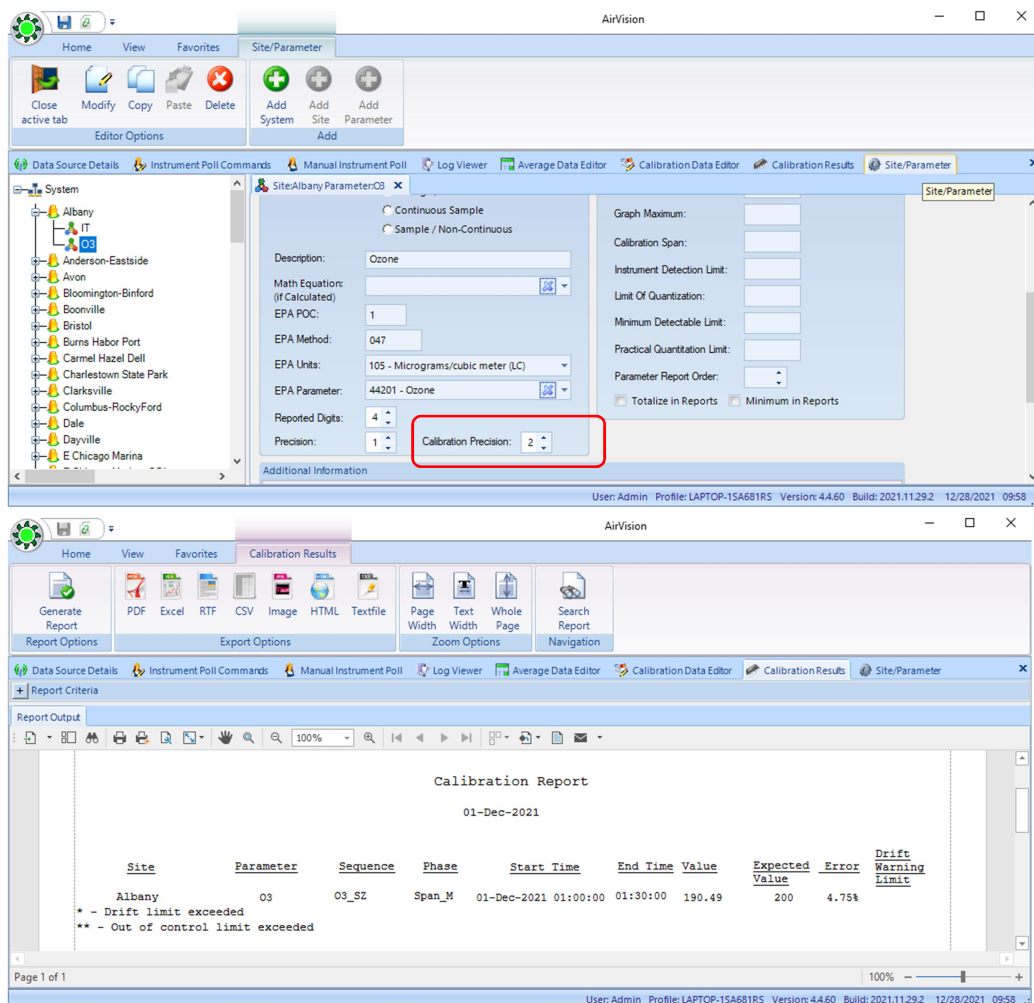 AirVision
Home View Favorites Site/Parameter
Close active tab Modify Copy Paste Delete Add System Add Site Add Parameter
Editor Options Add
Data Source Details Instrument Poll Commands Manual Instrument Poll Log Viewer Average Data Editor Calibration Data Editor Calibration Results Site/Parameter
Site/Parameter
System
Albany
IT
O3
Anderson-Eastside
Avon
Bloomington-Binford
Boonville
Bristol
Burns Habor Port
Carmel Hazel Dell
Charlestown State Park
Clarksville
Columbus-RockyFord
Dale
Dayville
E Chicago Marina
Site:Albany Parameter:O3
Continuous Sample
Sample / Non-Continuous
Description: Ozone
Math Equation: (if Calculated)
EPA POC: 1
EPA Method: 047
EPA Units: 105 - Micrograms/cubic meter (LC)
EPA Parameter: 44201 - Ozone
Reported Digits: 4
Precision: 1 Calibration Precision: 2
Graph Maximum:
Calibration Span:
Instrument Detection Limit:
Limit Of Quantization:
Minimum Detectable Limit:
Practical Quantitation Limit:
Parameter Report Order:
Totalize in Reports Minimum in Reports
Additional Information
User: Admin Profile: LAPTOP-1SA681RS Version: 4.4.60 Build: 2021.11.29.2 12/28/2021 09:58
AirVision
Home View Favorites Calibration Results
Generate Report PDF Excel RTF CSV Image HTML Textfile Page Width Text Width Whole Page Search Report
Report Options Export Options Zoom Options Navigation
Data Source Details Instrument Poll Commands Manual Instrument Poll Log Viewer Average Data Editor Calibration Data Editor Calibration Results Site/Parameter
Report Criteria
Report Output
100%
Calibration Report
01-Dec-2021
Site Parameter Sequence Phase Start Time End Time Value Expected Value Error Drift Warning Limit
Albany O3 O3_SZ Span_M 01-Dec-2021 01:00:00 01:30:00 190.49 200 4.75%
* - Drift limit exceeded
** - Out of control limit exceeded
Page 1 of 1 100%
User: Admin Profile: LAPTOP-1SA681RS Version: 4.4.60 Build: 2021.11.29.2 12/28/2021 09:58